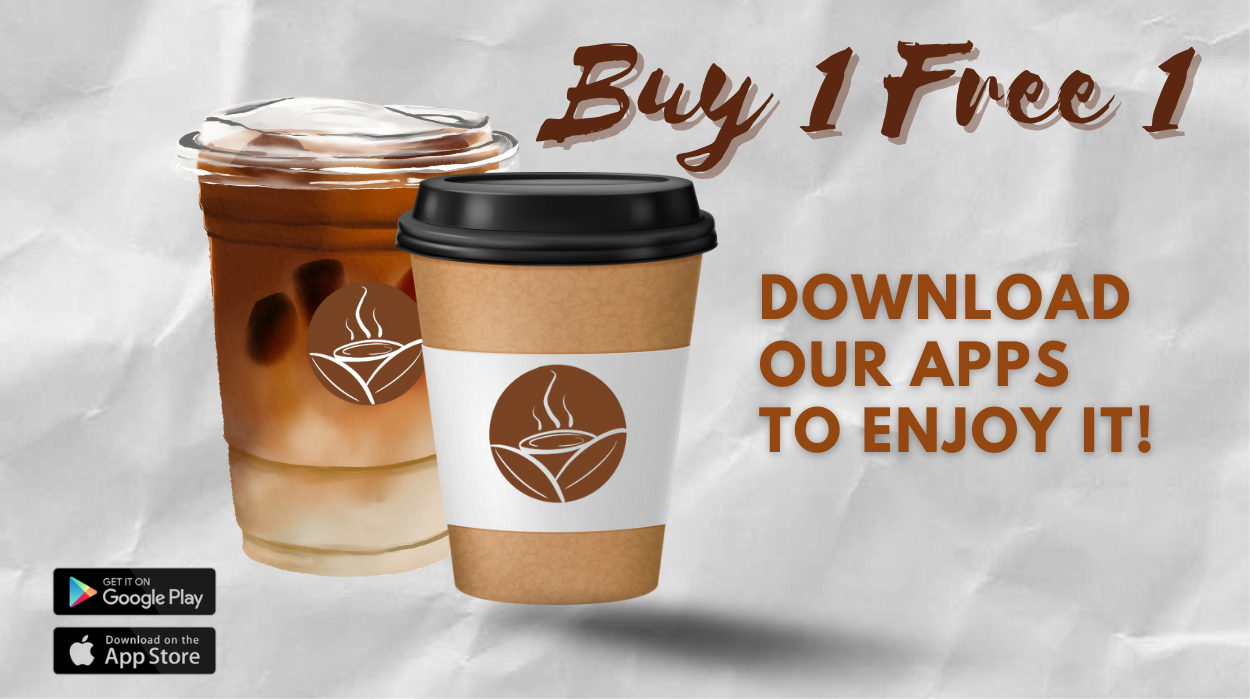 Buy 1 Free 1
DOWNLOAD
OUR APPS
TO ENJOY IT!
GET IT ON
Google Play
Download on the
App Store